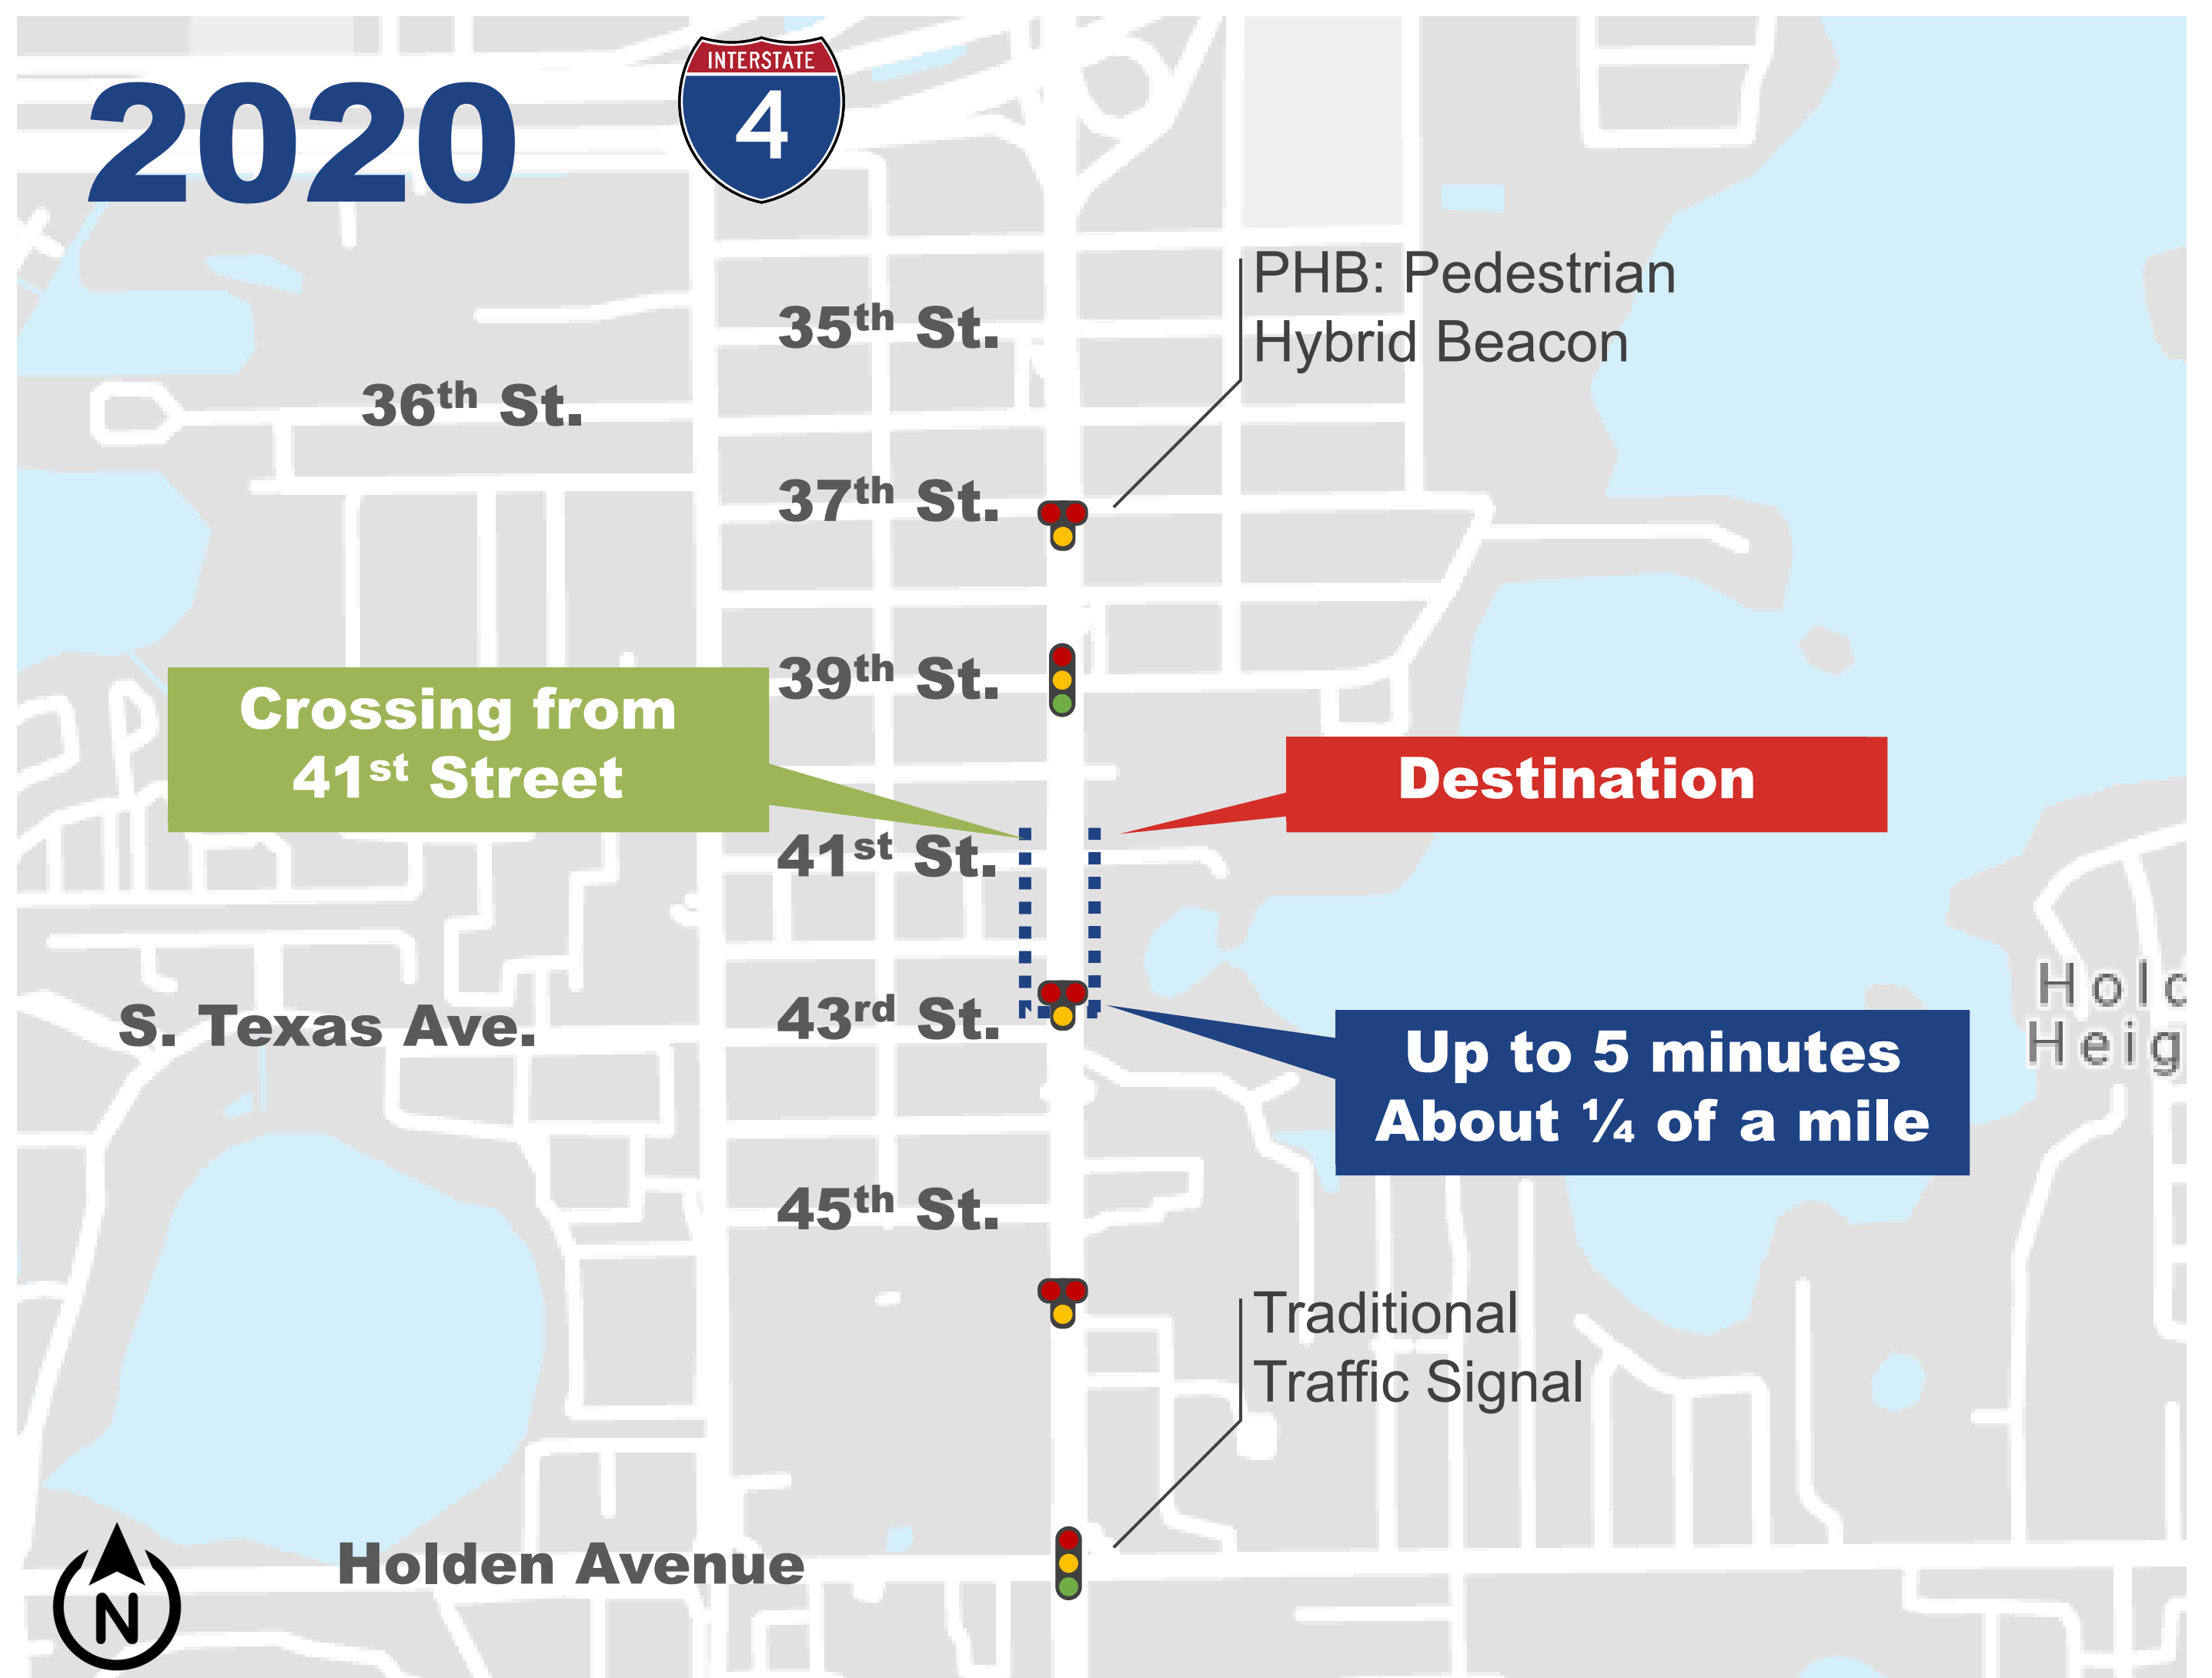 2020
INTERSTATE
4
PHB: Pedestrian
Hybrid Beacon
35th St.
36th St.
37th St.
39th St.
Crossing from
41st Street
Destination
41st St.
Hold
Heig
S. Texas Ave.
43rd St.
Up to 5 minutes
About ¼ of a mile
45th St.
Traditional
Traffic Signal
Holden Avenue
N